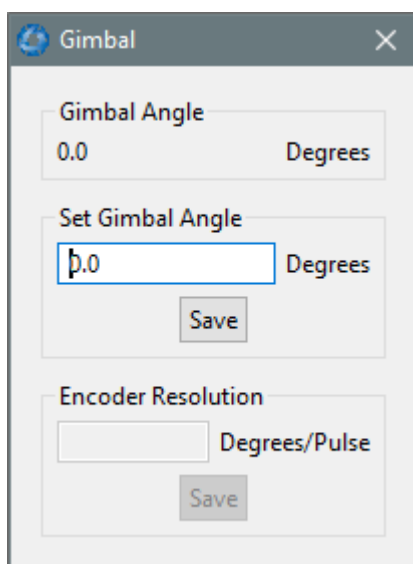 Gimbal
Gimbal Angle
0.0 Degrees
Set Gimbal Angle
0.0 Degrees
Save
Encoder Resolution
Degrees/Pulse
Save